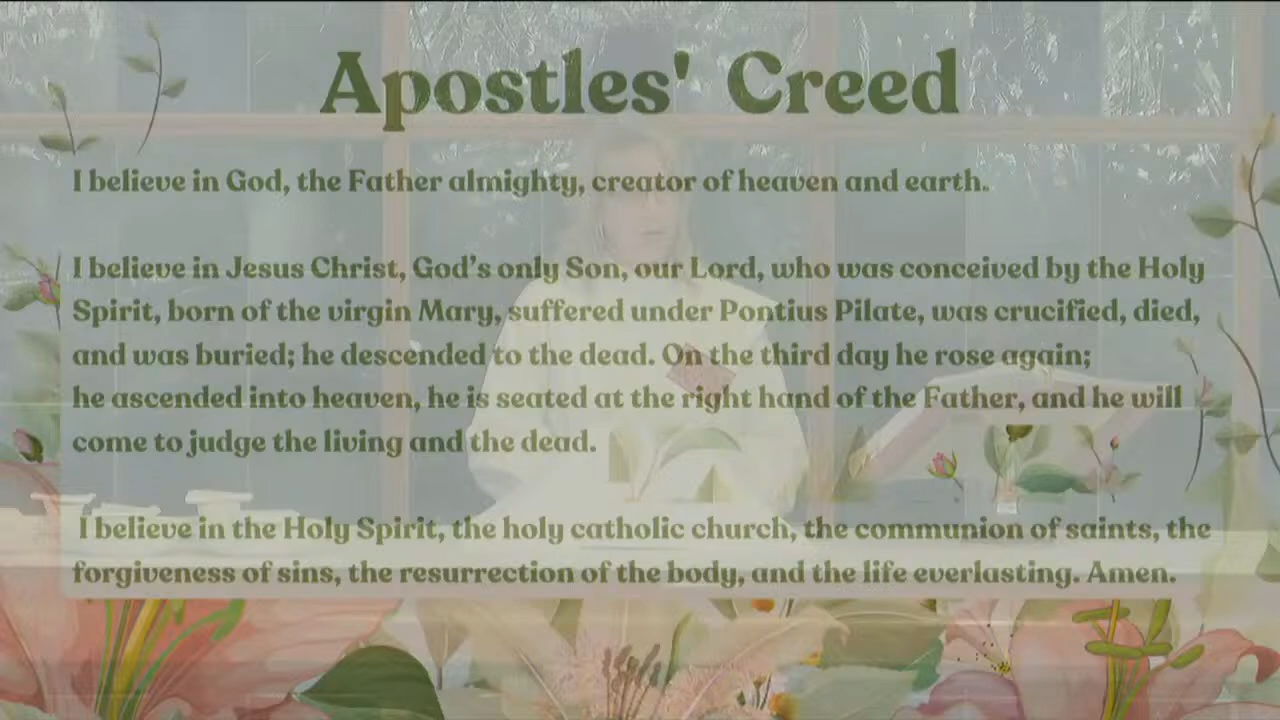 Apostles' Creed
I believe in God, the Father almighty, creator of heaven and earth.
I believe in Jesus Christ, God's only Son, our Lord, who was conceived by the Holy
Spirit, born of the virgin Mary, suffered under Pontius Pilate, was crucified, died,
and was buried; he descended to the dead. On the third day he rose again;
he ascended into heaven, he is seated at the right hand of the Father, and he will
come to judge the living and the dead.
I believe in the Holy Spirit, the holy catholic church, the communion of saints, the
forgiveness of sins, the resurrection of the body, and the life everlasting. Amen.